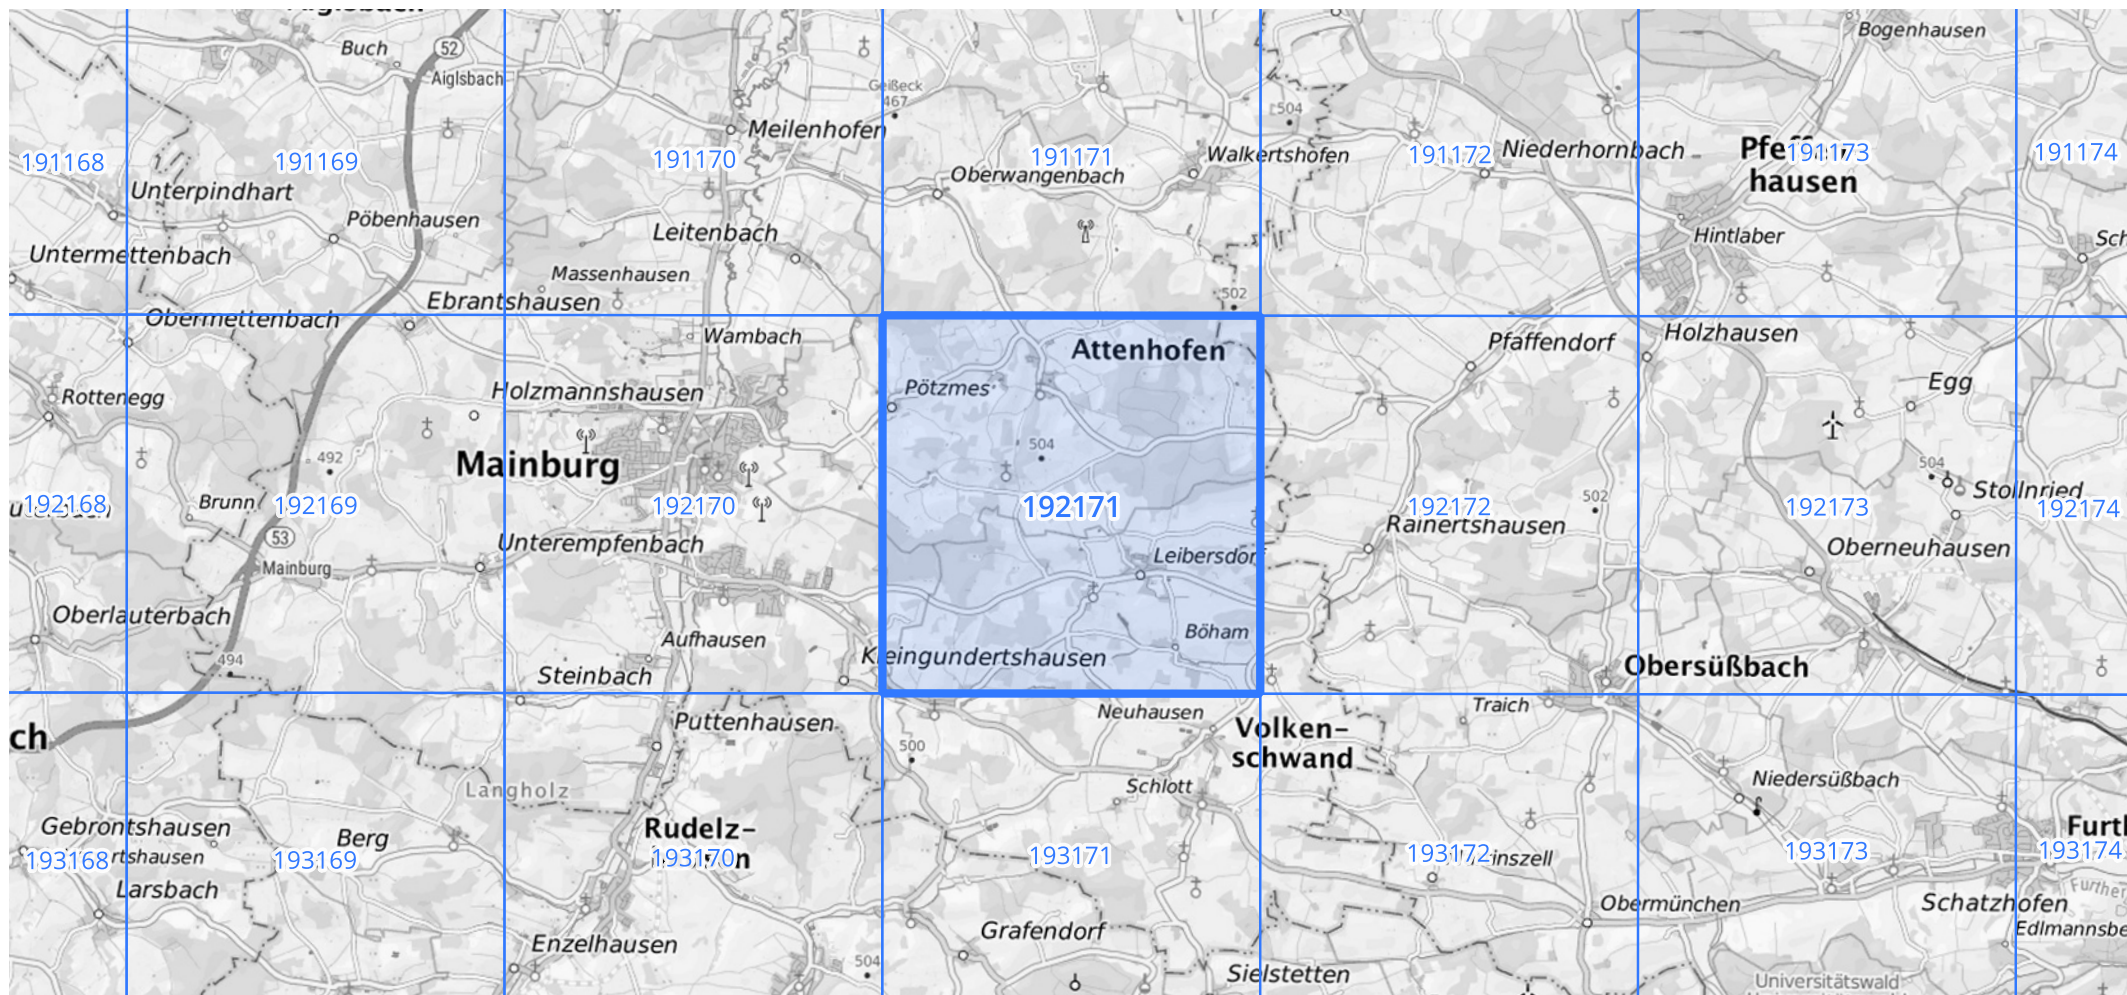 Buch
52
Aiglsbach
Bogenhausen
Geißeck
467
504
Meilenhofen
191168
191169
191170
191171
Walkertshofen
191172
Niederhornbach
191173
hausen
191174
Oberwangenbach
Unterpindhart
Pöbenhausen
Leitenbach
Hintlaber
Untermettenbach
Massenhausen
502
Ebrantshausen
Obermettenbach
Wambach
Attenhofen
Pfaffendorf
Holzhausen
Rottenegg
Holzmannshausen
Pötzmes
Egg
492
Mainburg
504
504
Stollnried
Brunn
192168
192169
192170
192171
192172
502
192173
192174
Rainertshausen
53
Mainburg
Unterempfenbach
Leibersdorf
Oberneuhausen
Oberlauterbach
Aufhausen
Böham
494
Steinbach
Kleingundertshausen
Obersüßbach
ch
Puttenhausen
Neuhausen
Traich
Volken-
schwand
500
Langholz
Schlott
Niedersüßbach
Gebrontshausen
Berg
Rudelz-
193168
rtshausen
193169
193170
193171
193172
inszell
193173
193174
Larsbach
Obermünchen
Schatzhofen
Enzelhausen
Grafendorf
504
Sielstetten
Universitätswald